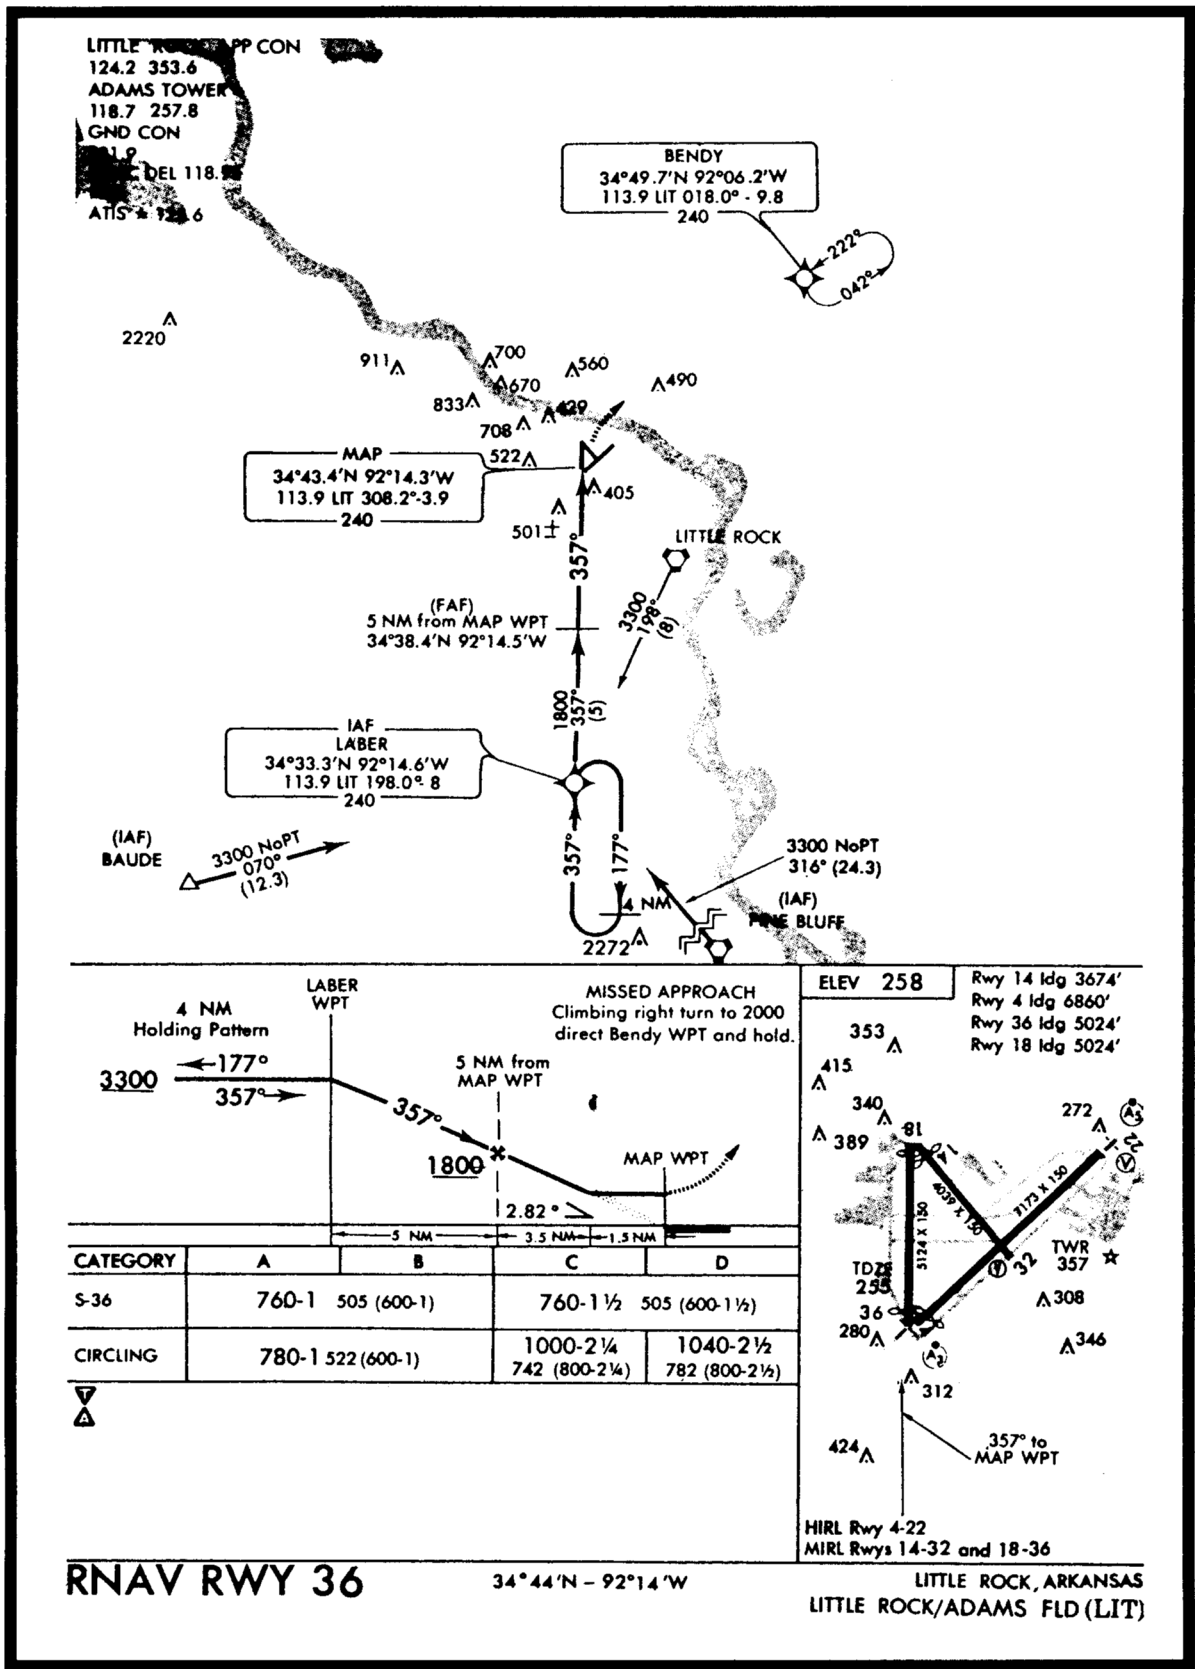 LITTLE PP CON
124.2 353.6
ADAMS TOWER
118.7 257.8
GND CON
DEL
ATIS
BENDY
34°49.7'N 92°06.2'W
113.9 LIT 018.0° - 9.8
240
222°
042°
2220
911
700
670
560
490
833
429
708
522
405
501±
MAP
34°43.4'N 92°14.3'W
113.9 LIT 308.2°-3.9
240
357°
LITTLE ROCK
3300
198°
(8)
(FAF)
5 NM from MAP WPT
34°38.4'N 92°14.5'W
1800
357°
(5)
IAF
LABER
34°33.3'N 92°14.6'W
113.9 LIT 198.0°- 8
240
(IAF)
BAUDE
3300 NoPT
070°
(12.3)
357°
177°
4 NM
2272
3300 NoPT
316° (24.3)
(IAF)
PINE BLUFF
4 NM
Holding Pattern
LABER
WPT
177°
3300
357°
357°
MISSED APPROACH
Climbing right turn to 2000
direct Bendy WPT and hold.
5 NM from
MAP WPT
1800
MAP WPT
2.82°
5 NM
3.5 NM
1.5 NM
CATEGORY A B C D
S-36 760-1 505 (600-1) 760-1½ 505 (600-1½)
CIRCLING 780-1 522 (600-1) 1000-2¼ 1040-2½
742 (800-2¼) 782 (800-2½)
T
A
ELEV 258
Rwy 14 ldg 3674'
Rwy 4 ldg 6860'
Rwy 36 ldg 5024'
Rwy 18 ldg 5024'
353
415
340
389
272
18
22
V
4039 X 150
7173 X 150
5124 X 150
TDZE
255
36
32
V
TWR
357
308
280
346
312
424
357° to
MAP WPT
HIRL Rwy 4-22
MIRL Rwys 14-32 and 18-36
RNAV RWY 36
34°44'N – 92°14'W
LITTLE ROCK, ARKANSAS
LITTLE ROCK/ADAMS FLD (LIT)